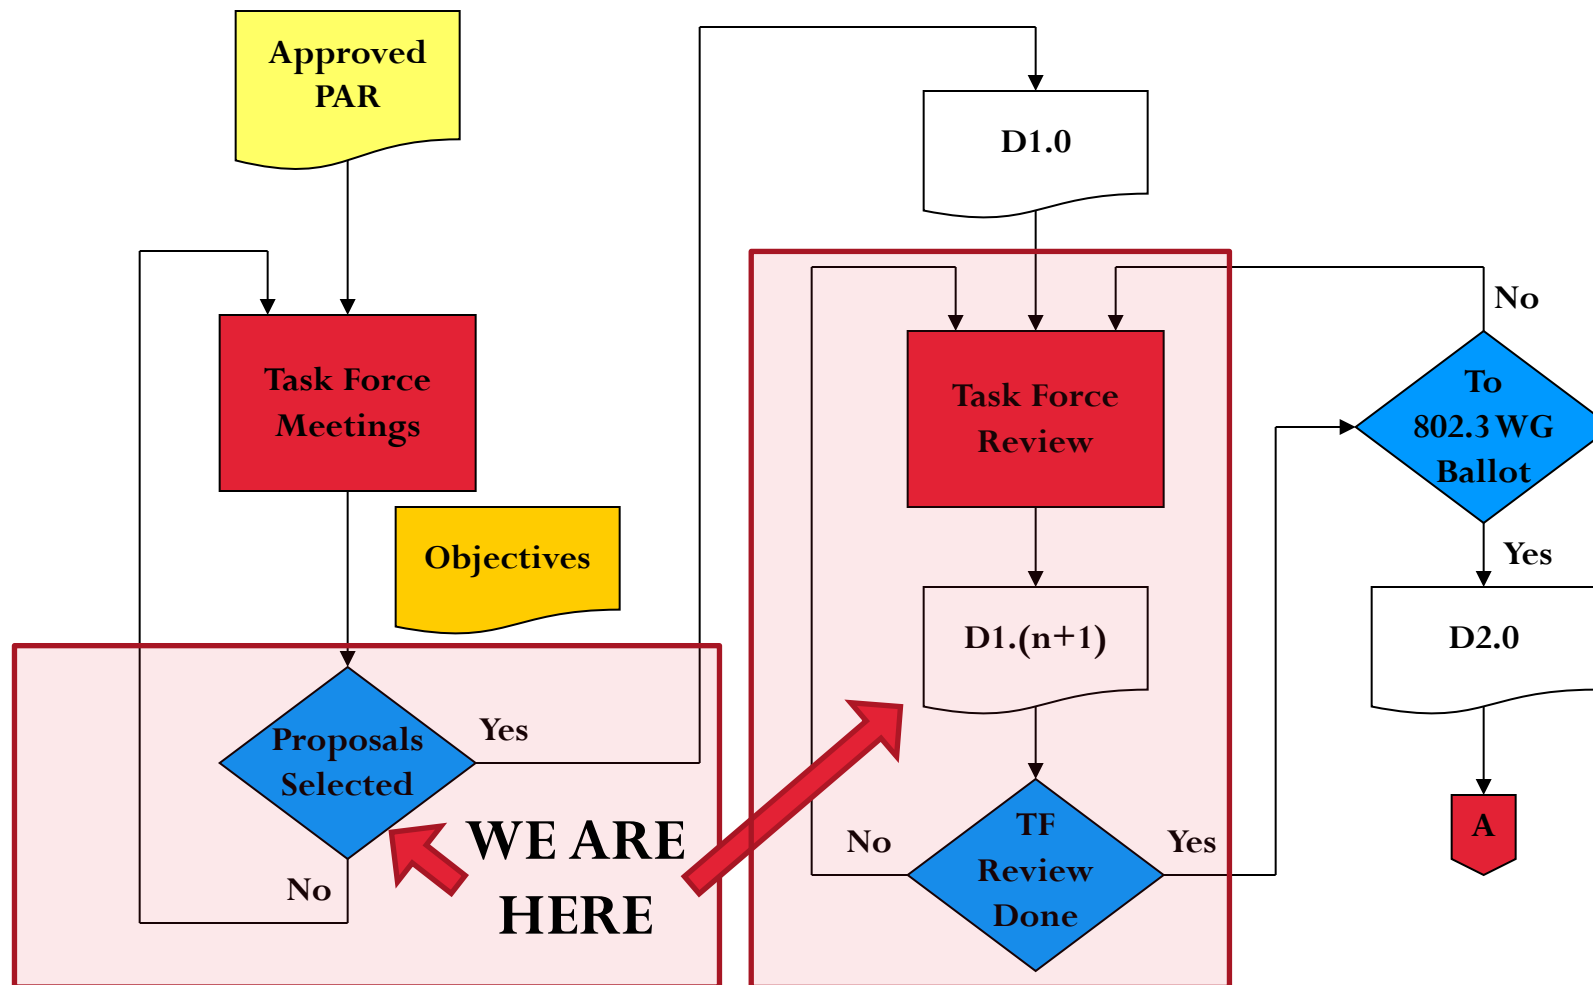 Approved
PAR
Task Force
Meetings
Objectives
Proposals
Selected
Yes
No
WE ARE
HERE
D1.0
Task Force
Review
D1.(n+1)
TF
Review
Done
No
Yes
To
802.3 WG
Ballot
No
Yes
D2.0
A